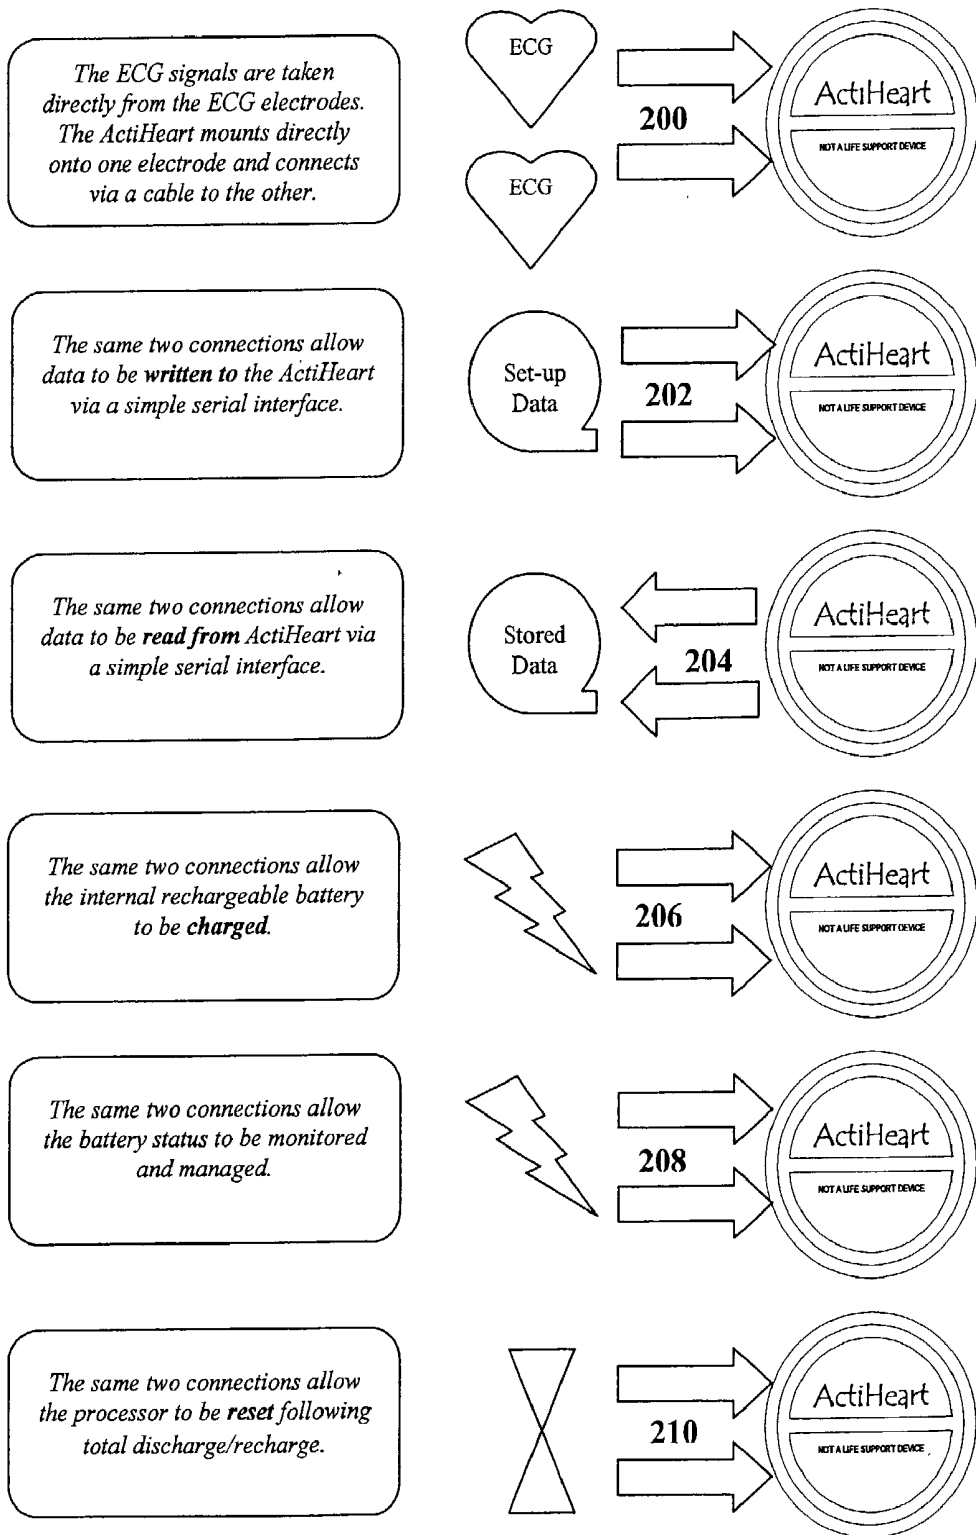 The ECG signals are taken
directly from the ECG electrodes.
The ActiHeart mounts directly
onto one electrode and connects
via a cable to the other.
ECG
ECG
200
ActiHeart
NOT A LIFE SUPPORT DEVICE
The same two connections allow
data to be written to the ActiHeart
via a simple serial interface.
Set-up
Data
202
ActiHeart
NOT A LIFE SUPPORT DEVICE
The same two connections allow
data to be read from ActiHeart via
a simple serial interface.
Stored
Data
204
ActiHeart
NOT A LIFE SUPPORT DEVICE
The same two connections allow
the internal rechargeable battery
to be charged.
206
ActiHeart
NOT A LIFE SUPPORT DEVICE
The same two connections allow
the battery status to be monitored
and managed.
208
ActiHeart
NOT A LIFE SUPPORT DEVICE
The same two connections allow
the processor to be reset following
total discharge/recharge.
210
ActiHeart
NOT A LIFE SUPPORT DEVICE